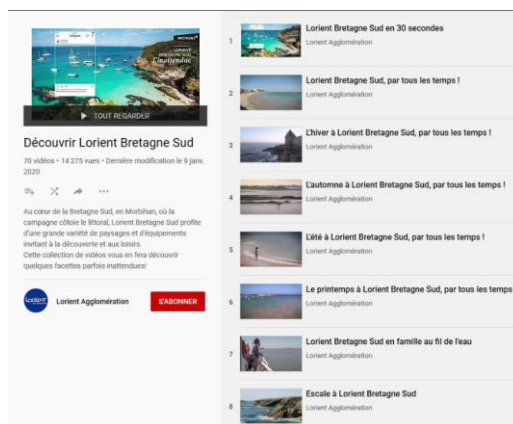 BRETAGNE
LORIENT
BRETAGNE SUD
l'inattendue
TOUT REGARDER
Découvrir Lorient Bretagne Sud
70 vidéos • 14 275 vues • Dernière modification le 9 janv.
2020
Au cœur de la Bretagne Sud, en Morbihan, où la
campagne côtoie le littoral, Lorient Bretagne Sud profite
d'une grande variété de paysages et d'équipements
invitant à la découverte et aux loisirs.
Cette collection de vidéos vous en fera découvrir
quelques facettes parfois inattendues!
Lorient Agglomération
S'ABONNER
1
Lorient Bretagne Sud en 30 secondes
Lorient Agglomération
2
Lorient Bretagne Sud, par tous les temps !
Lorient Agglomération
3
L'hiver à Lorient Bretagne Sud, par tous les temps !
Lorient Agglomération
4
L'automne à Lorient Bretagne Sud, par tous les temps !
Lorient Agglomération
5
L'été à Lorient Bretagne Sud, par tous les temps !
Lorient Agglomération
6
Le printemps à Lorient Bretagne Sud, par tous les temps
Lorient Agglomération
7
Lorient Bretagne Sud en famille au fil de l'eau
Lorient Agglomération
8
Escale à Lorient Bretagne Sud
Lorient Agglomération